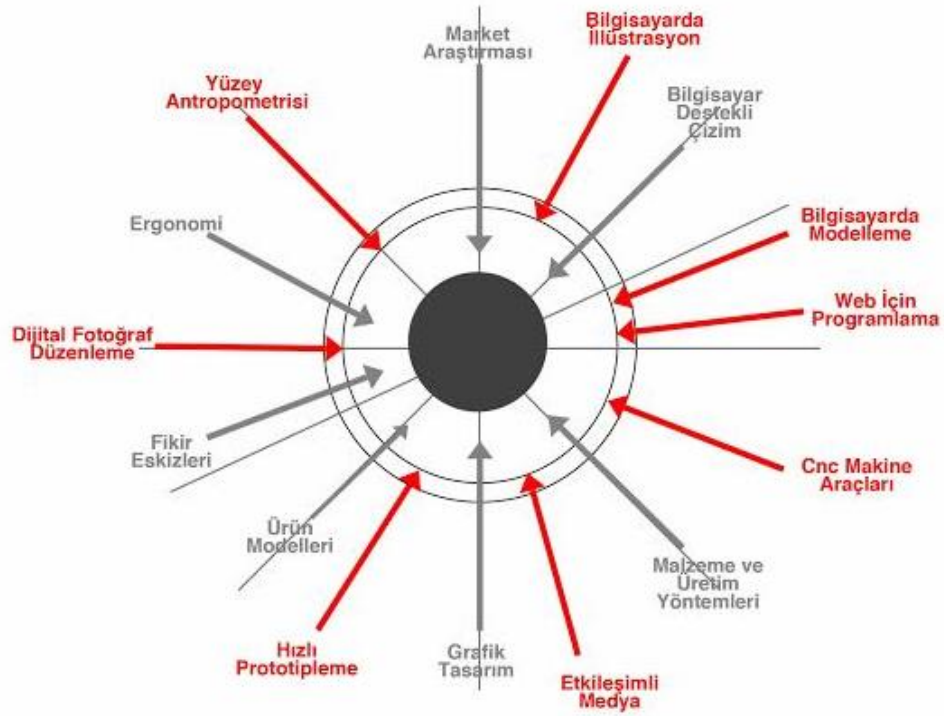 Market
Araştırması
Bilgisayarda
İllüstrasyon
Yüzey
Antropometrisi
Bilgisayar
Destekli
Çizim
Ergonomi
Bilgisayarda
Modelleme
Dijital Fotoğraf
Düzenleme
Web İçin
Programlama
Fikir
Eskizleri
Cnc Makine
Araçları
Ürün
Modelleri
Malzeme ve
Üretim
Yöntemleri
Hızlı
Prototipleme
Grafik
Tasarım
Etkileşimli
Medya